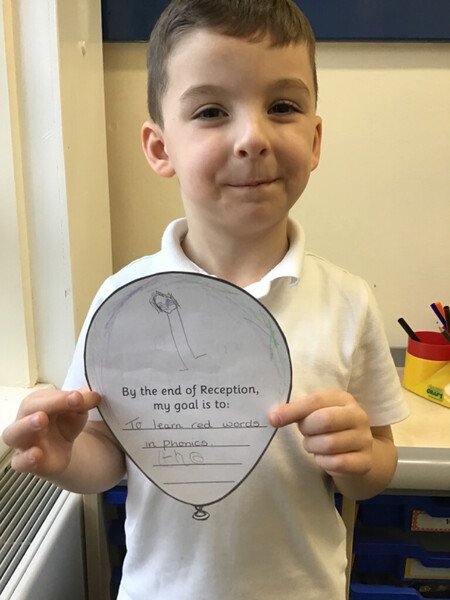 By the end of Reception,
my goal is to:
To learn red words
in phonics.